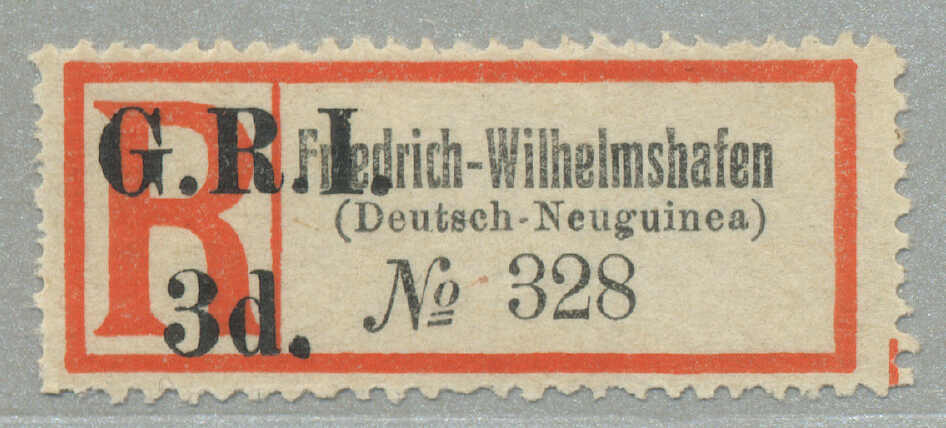 R
G.R.I.
3d.
Friedrich-Wilhelmshafen
(Deutsch-Neuguinea)
№ 328